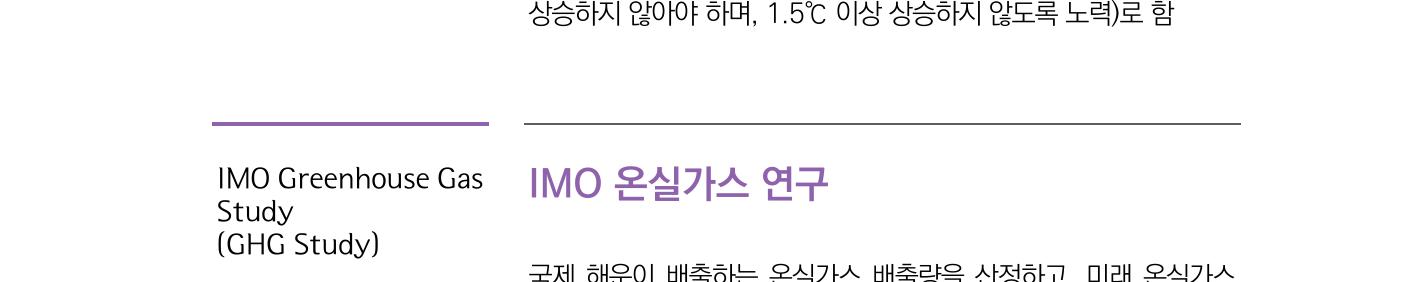 상승하지 않아야 하며, 1.5℃ 이상 상승하지 않도록 노력)로 함
IMO Greenhouse Gas
Study
(GHG Study)
IMO 온실가스 연구
국제 해운이 배출하는 온실가스 배출량을 산정하고, 미래 온실가스